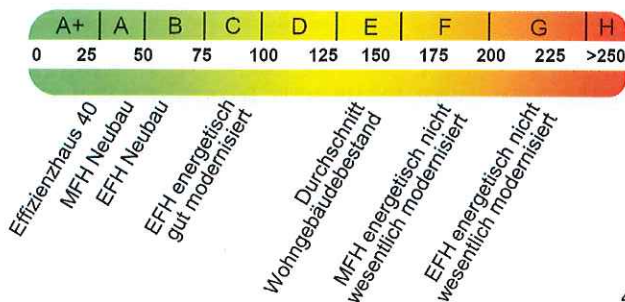 A+ A B C D E F G H
0 25 50 75 100 125 150 175 200 225 >250
Effizienzhaus 40
MFH Neubau
EFH Neubau
EFH energetisch
gut modernisiert
Durchschnitt
Wohngebäudebestand
MFH energetisch nicht
wesentlich modernisiert
EFH energetisch nicht
wesentlich modernisiert